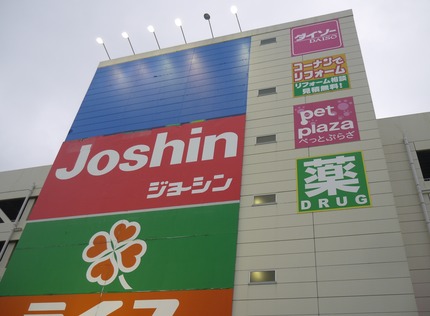 Joshin
ジョーシン
ダイソー
DAISO
コーナンで
リフォーム
リフォーム相談
見積無料!
pet
plaza
ぺっとぷらざ
薬
DRUG